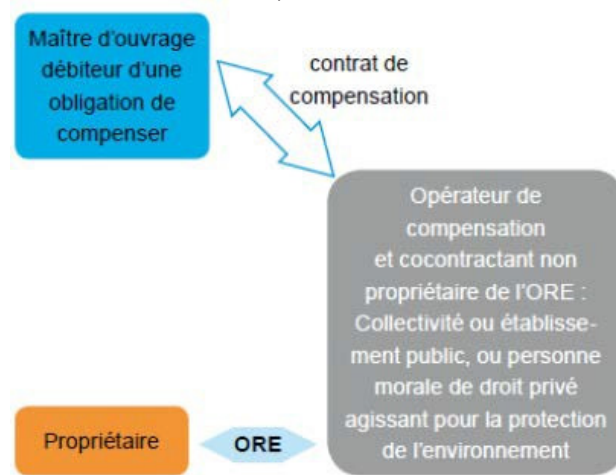 Maître d'ouvrage
débiteur d'une
obligation de
compenser
contrat de
compensation
Opérateur de
compensation
et cocontractant non
propriétaire de l'ORE :
Collectivité ou établisse-
ment public, ou personne
morale de droit privé
agissant pour la protection
de l'environnement
Propriétaire
ORE